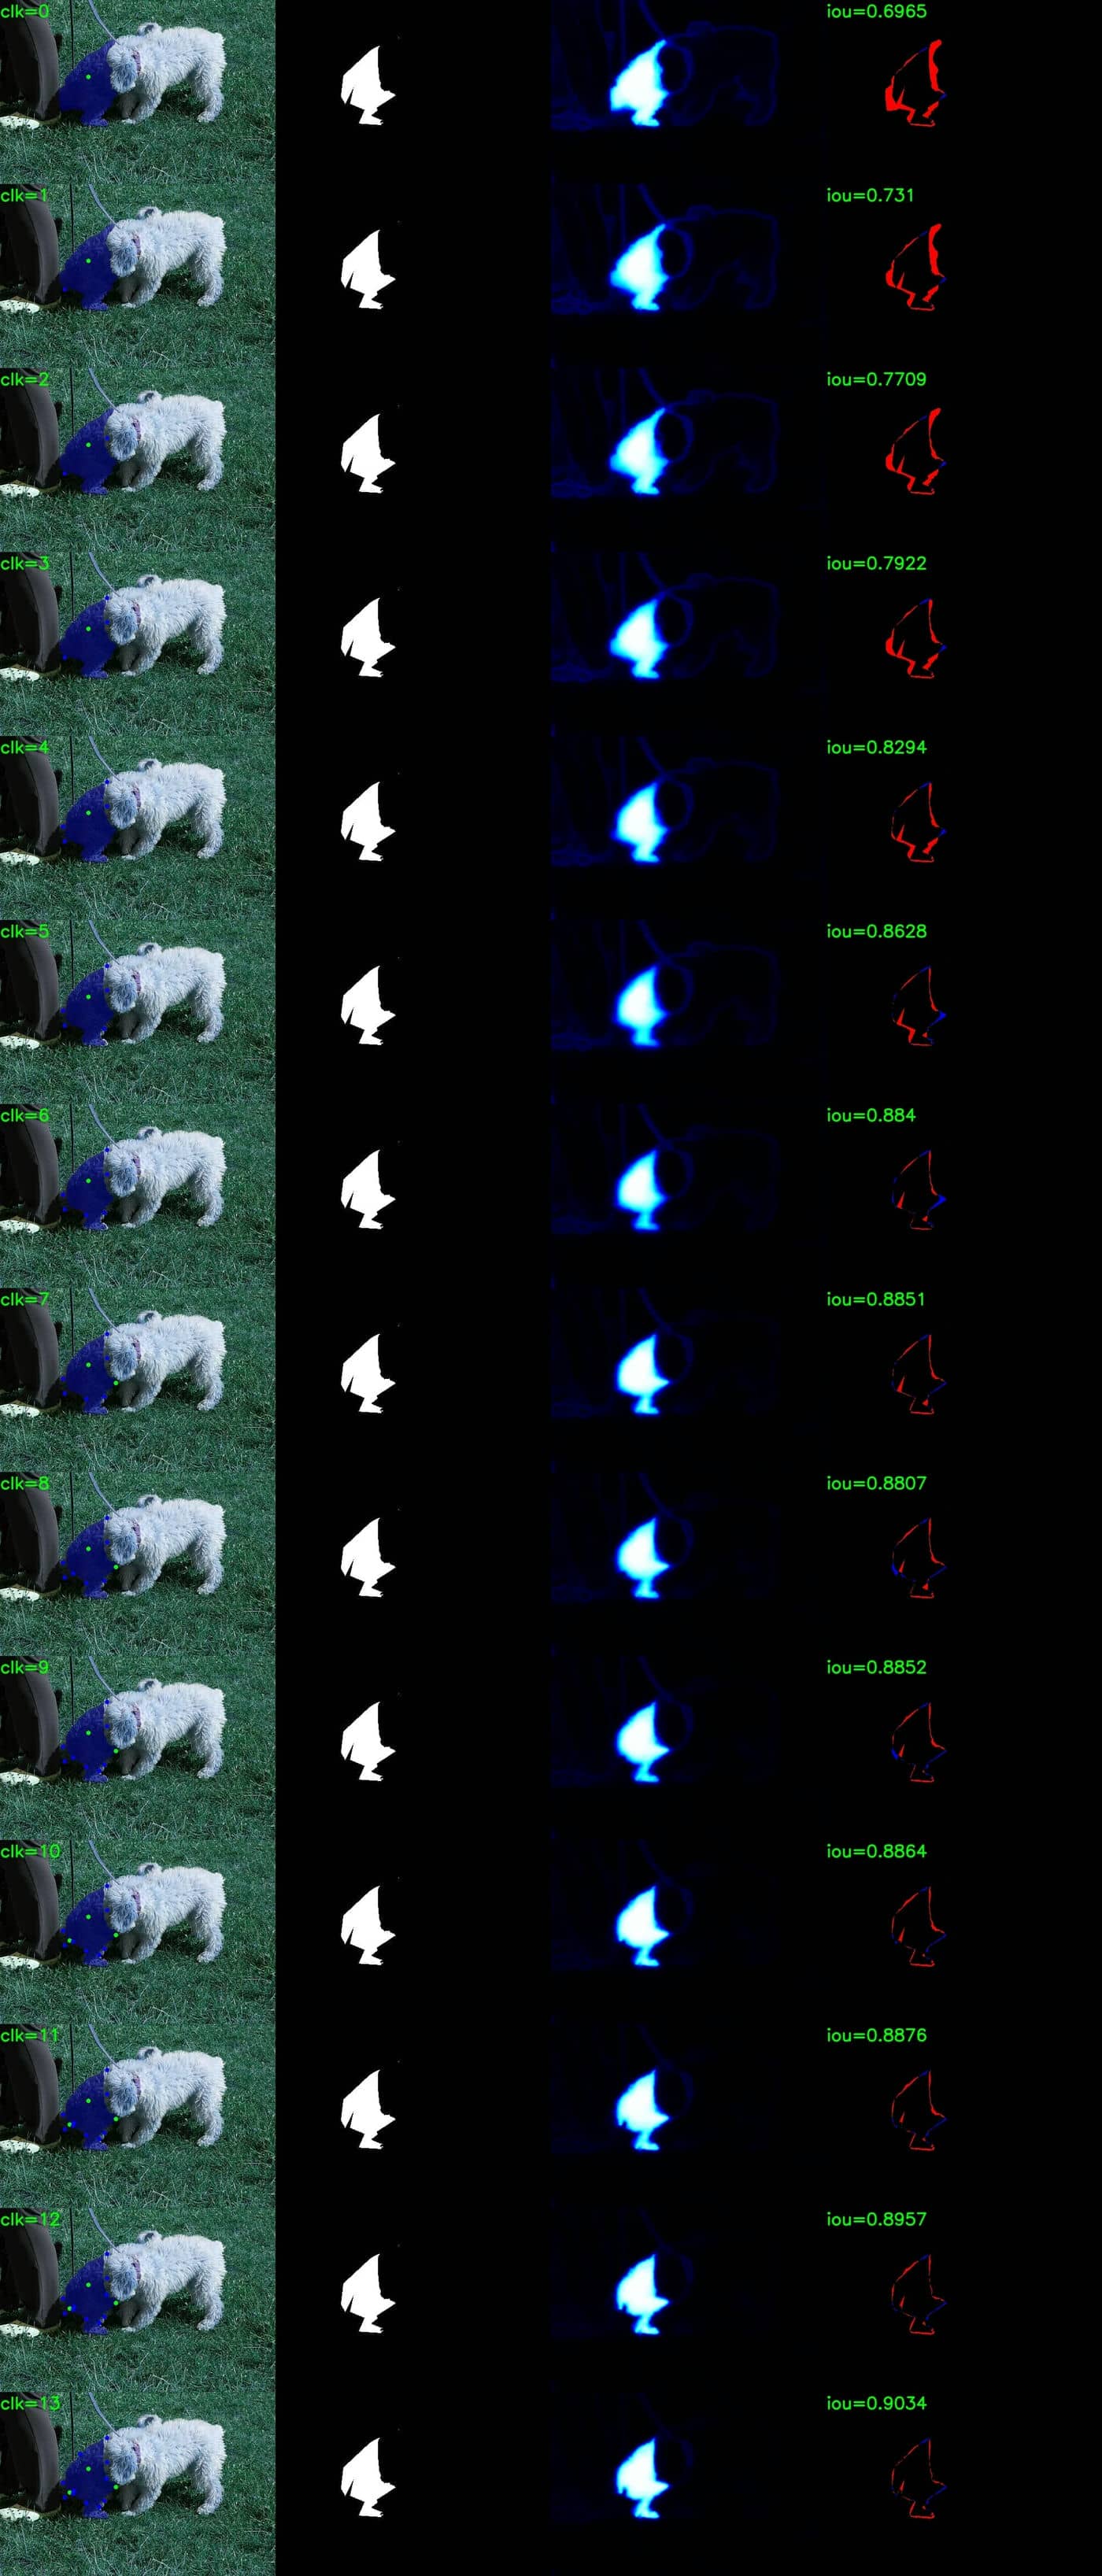 clk=0 iou=0.6965
clk=1 iou=0.731
clk=2 iou=0.7709
clk=3 iou=0.7922
clk=4 iou=0.8294
clk=5 iou=0.8628
clk=6 iou=0.884
clk=7 iou=0.8851
clk=8 iou=0.8807
clk=9 iou=0.8852
clk=10 iou=0.8864
clk=11 iou=0.8876
clk=12 iou=0.8957
clk=13 iou=0.9034